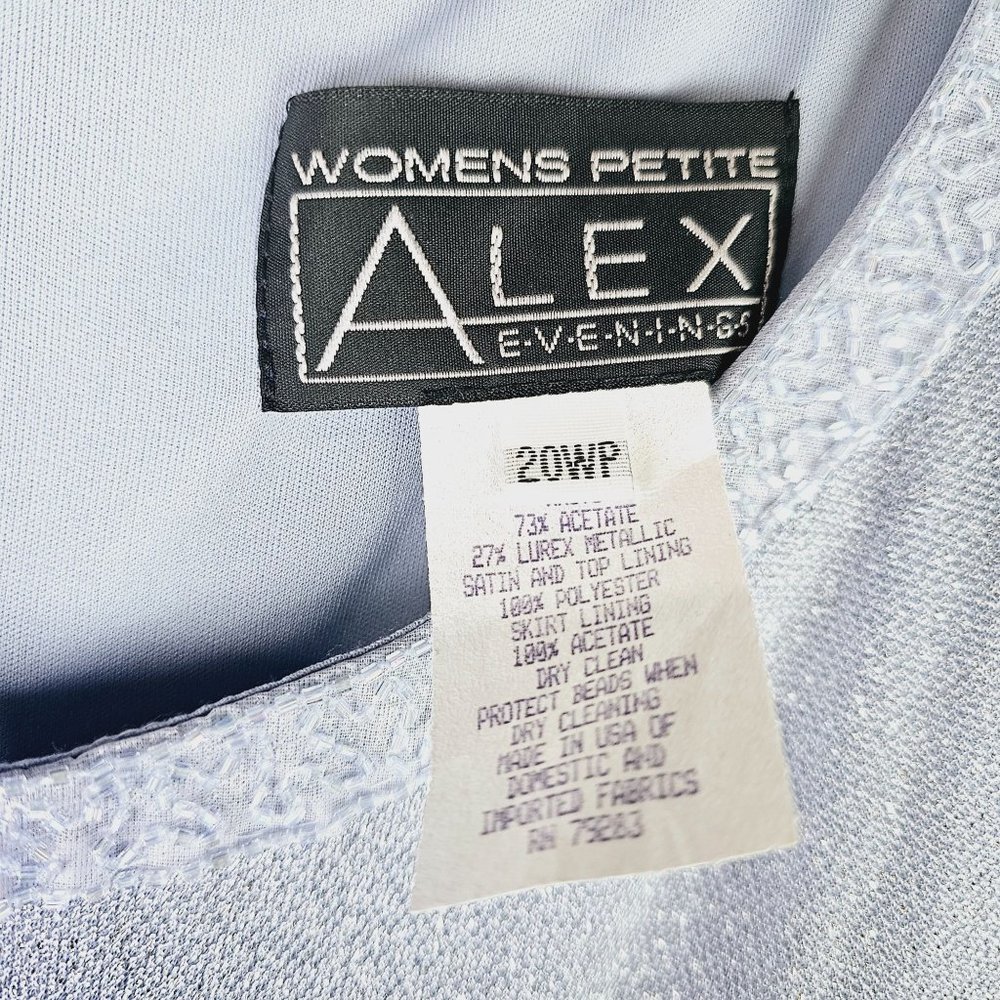 WOMENS PETITE
ALEX
E·V·E·N·I·N·G·S
20WP
73% ACETATE
27% LUREX METALLIC
SATIN AND TOP LINING
100% POLYESTER
SKIRT LINING
100% ACETATE
DRY CLEAN
PROTECT BEADS WHEN
DRY CLEANING
MADE IN USA OF
DOMESTIC AND
IMPORTED FABRICS
RN 79283